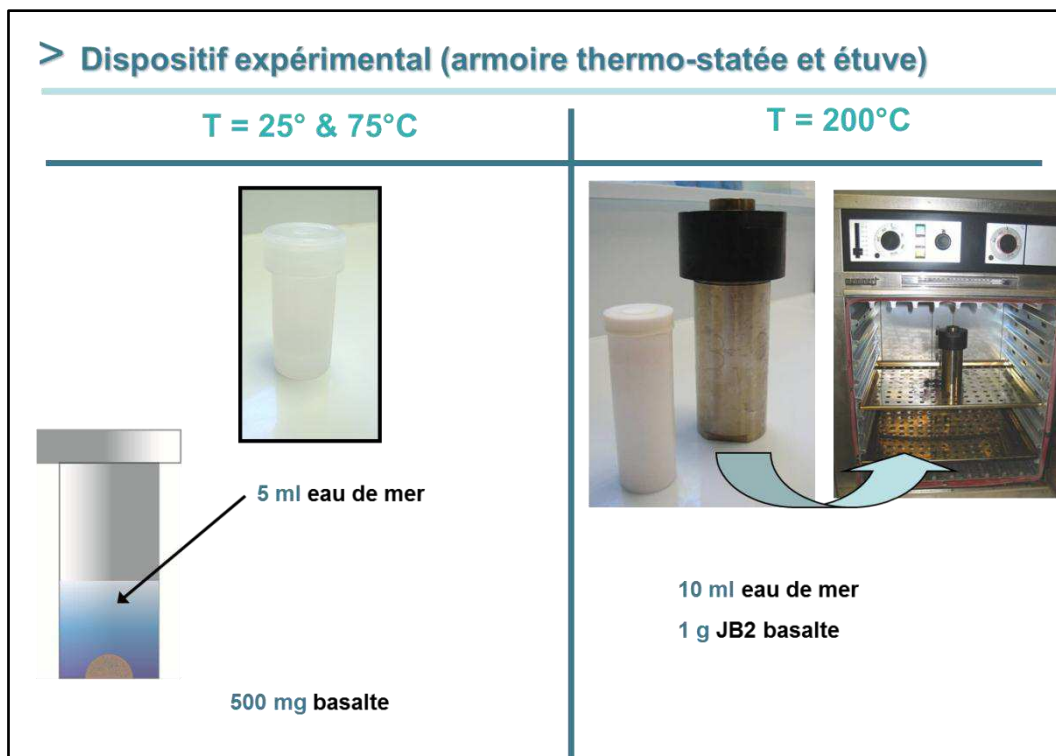 > Dispositif expérimental (armoire thermo-statée et étuve)
T = 25° & 75°C
T = 200°C
5 ml eau de mer
500 mg basalte
10 ml eau de mer
1 g JB2 basalte